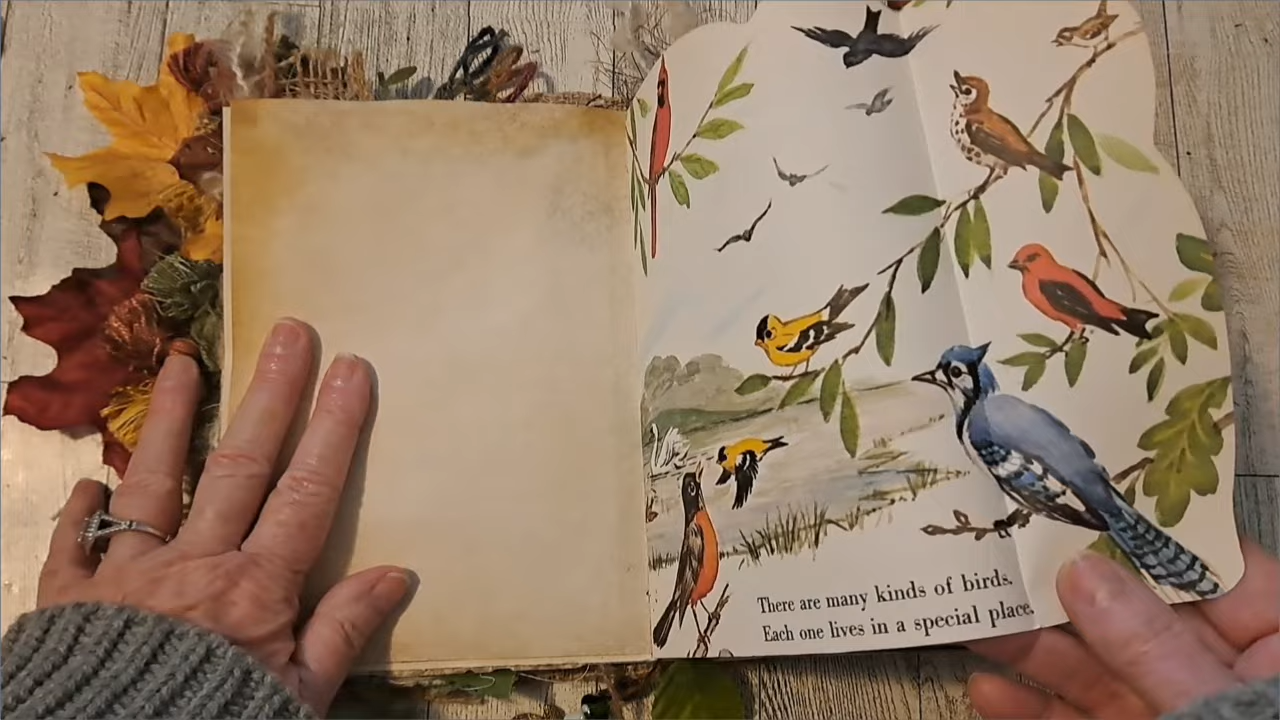 There are many kinds of birds.
Each one lives in a special place.